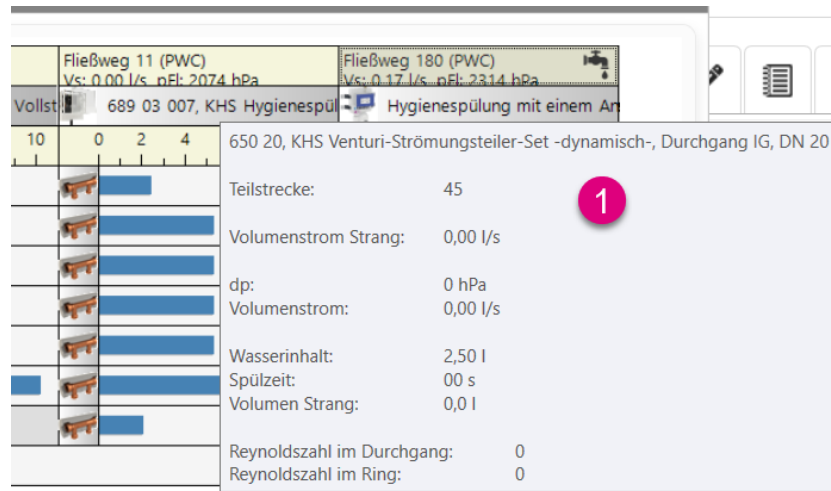 Fließweg 11 (PWC)
Vs: 0.00 l/s pFl: 2074 hPa
Fließweg 180 (PWC)
Vs: 0.17 l/s pFl: 2314 hPa
Vollst
689 03 007, KHS Hygienespül
Hygienespülung mit einem An
10 0 2 4
650 20, KHS Venturi-Strömungsteiler-Set -dynamisch-, Durchgang IG, DN 20
Teilstrecke: 45
1
Volumenstrom Strang: 0,00 l/s
dp: 0 hPa
Volumenstrom: 0,00 l/s
Wasserinhalt: 2,50 l
Spülzeit: 00 s
Volumen Strang: 0,0 l
Reynoldszahl im Durchgang: 0
Reynoldszahl im Ring: 0